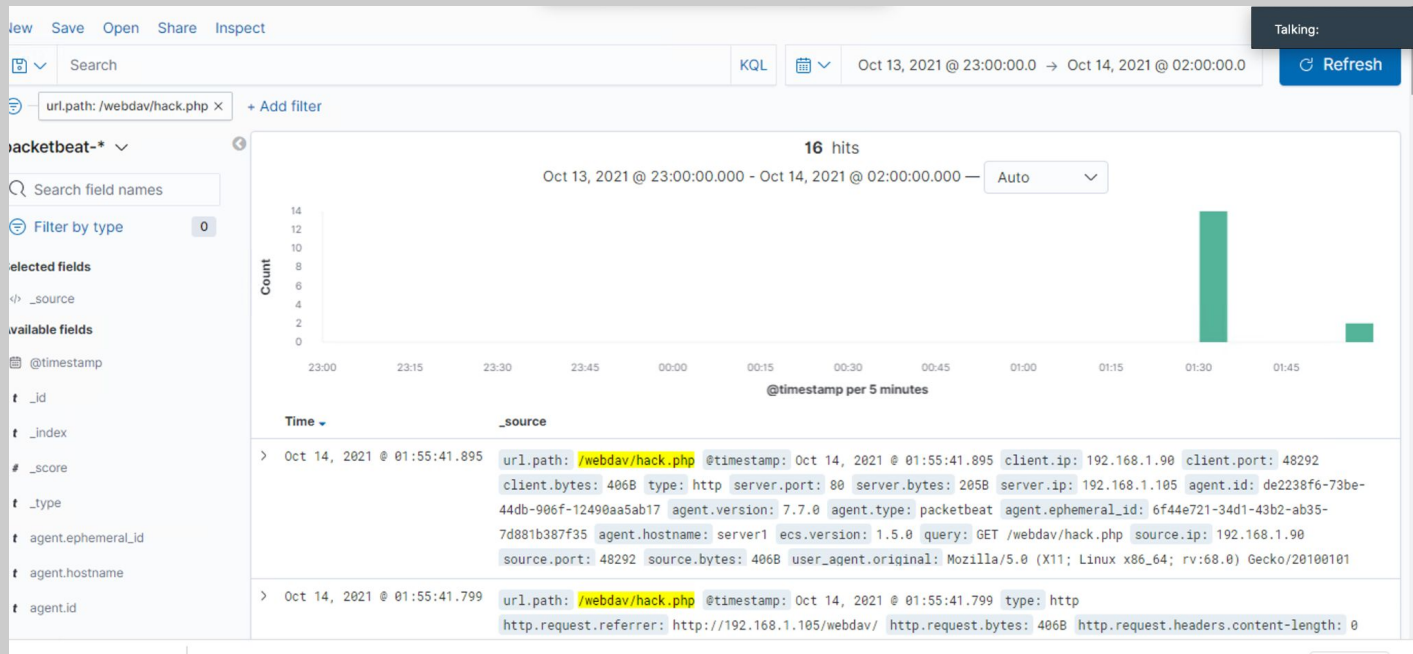 New Save Open Share Inspect
Talking:
Search KQL Oct 13, 2021 @ 23:00:00.0 → Oct 14, 2021 @ 02:00:00.0 Refresh
url.path: /webdav/hack.php × + Add filter
packetbeat-*
16 hits
Oct 13, 2021 @ 23:00:00.000 - Oct 14, 2021 @ 02:00:00.000 — Auto
Search field names
Filter by type 0
Selected fields
</> _source
Available fields
@timestamp
t _id
t _index
# _score
t _type
t agent.ephemeral_id
t agent.hostname
t agent.id
Count
14
12
10
8
6
4
2
0
23:00 23:15 23:30 23:45 00:00 00:15 00:30 00:45 01:00 01:15 01:30 01:45
@timestamp per 5 minutes
Time _source
Oct 14, 2021 @ 01:55:41.895 url.path: /webdav/hack.php @timestamp: Oct 14, 2021 @ 01:55:41.895 client.ip: 192.168.1.90 client.port: 48292
client.bytes: 406B type: http server.port: 80 server.bytes: 205B server.ip: 192.168.1.105 agent.id: de2238f6-73be-
44db-906f-12490aa5ab17 agent.version: 7.7.0 agent.type: packetbeat agent.ephemeral_id: 6f44e721-34d1-43b2-ab35-
7d881b387f35 agent.hostname: server1 ecs.version: 1.5.0 query: GET /webdav/hack.php source.ip: 192.168.1.90
source.port: 48292 source.bytes: 406B user_agent.original: Mozilla/5.0 (X11; Linux x86_64; rv:68.0) Gecko/20100101
Oct 14, 2021 @ 01:55:41.799 url.path: /webdav/hack.php @timestamp: Oct 14, 2021 @ 01:55:41.799 type: http
http.request.referrer: http://192.168.1.105/webdav/ http.request.bytes: 406B http.request.headers.content-length: 0